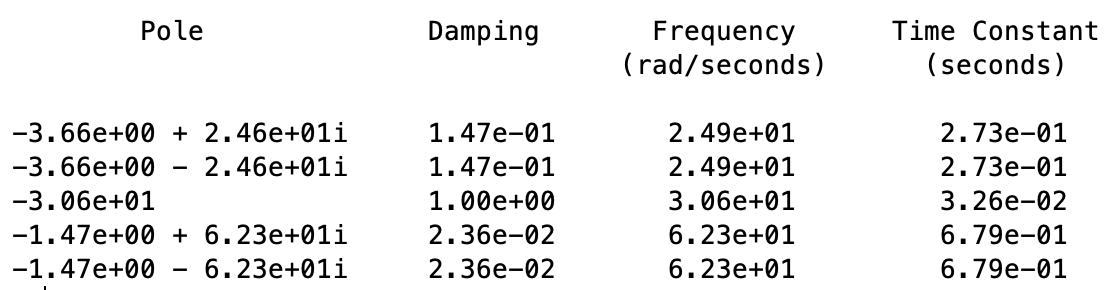 Pole Damping Frequency Time Constant
(rad/seconds) (seconds)
-3.66e+00 + 2.46e+01i 1.47e-01 2.49e+01 2.73e-01
-3.66e+00 - 2.46e+01i 1.47e-01 2.49e+01 2.73e-01
-3.06e+01 1.00e+00 3.06e+01 3.26e-02
-1.47e+00 + 6.23e+01i 2.36e-02 6.23e+01 6.79e-01
-1.47e+00 - 6.23e+01i 2.36e-02 6.23e+01 6.79e-01